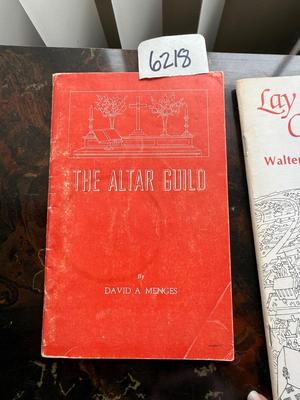 6218
THE ALTAR GUILD
By
DAVID A. MENGES
Lay
Walter